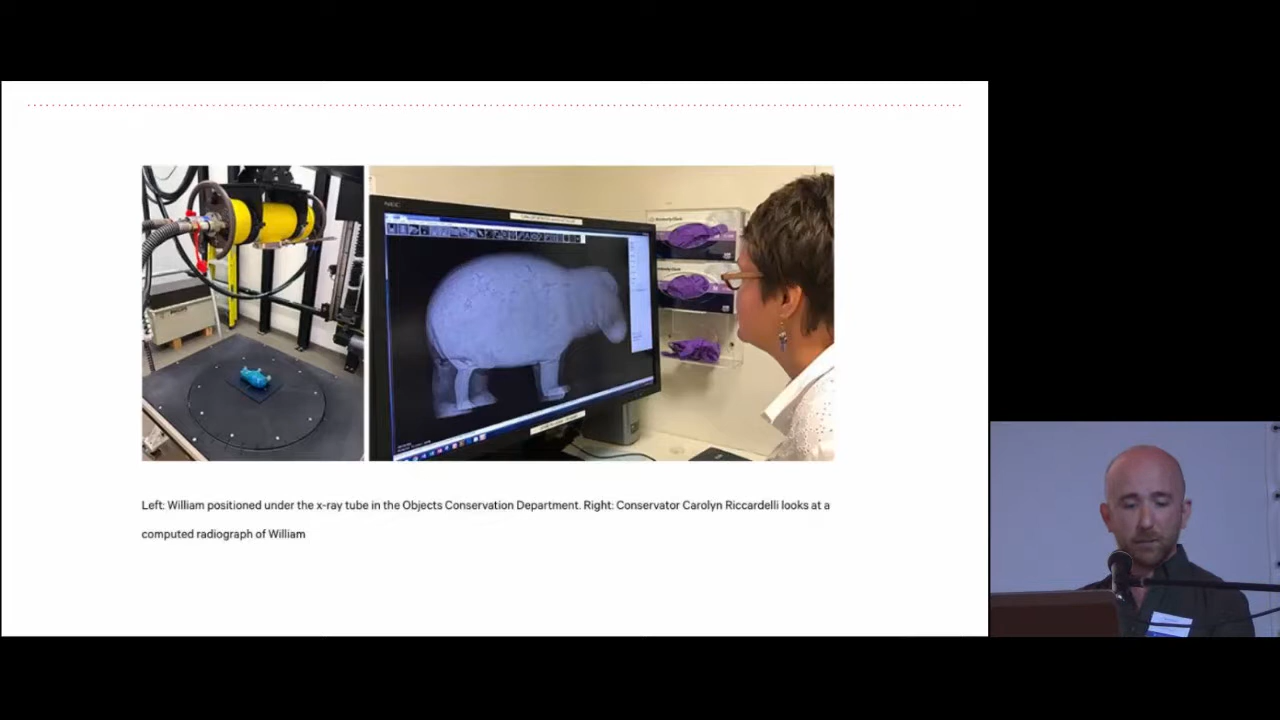 NEC
Left: William positioned under the x-ray tube in the Objects Conservation Department. Right: Conservator Carolyn Riccardelli looks at a
computed radiograph of William